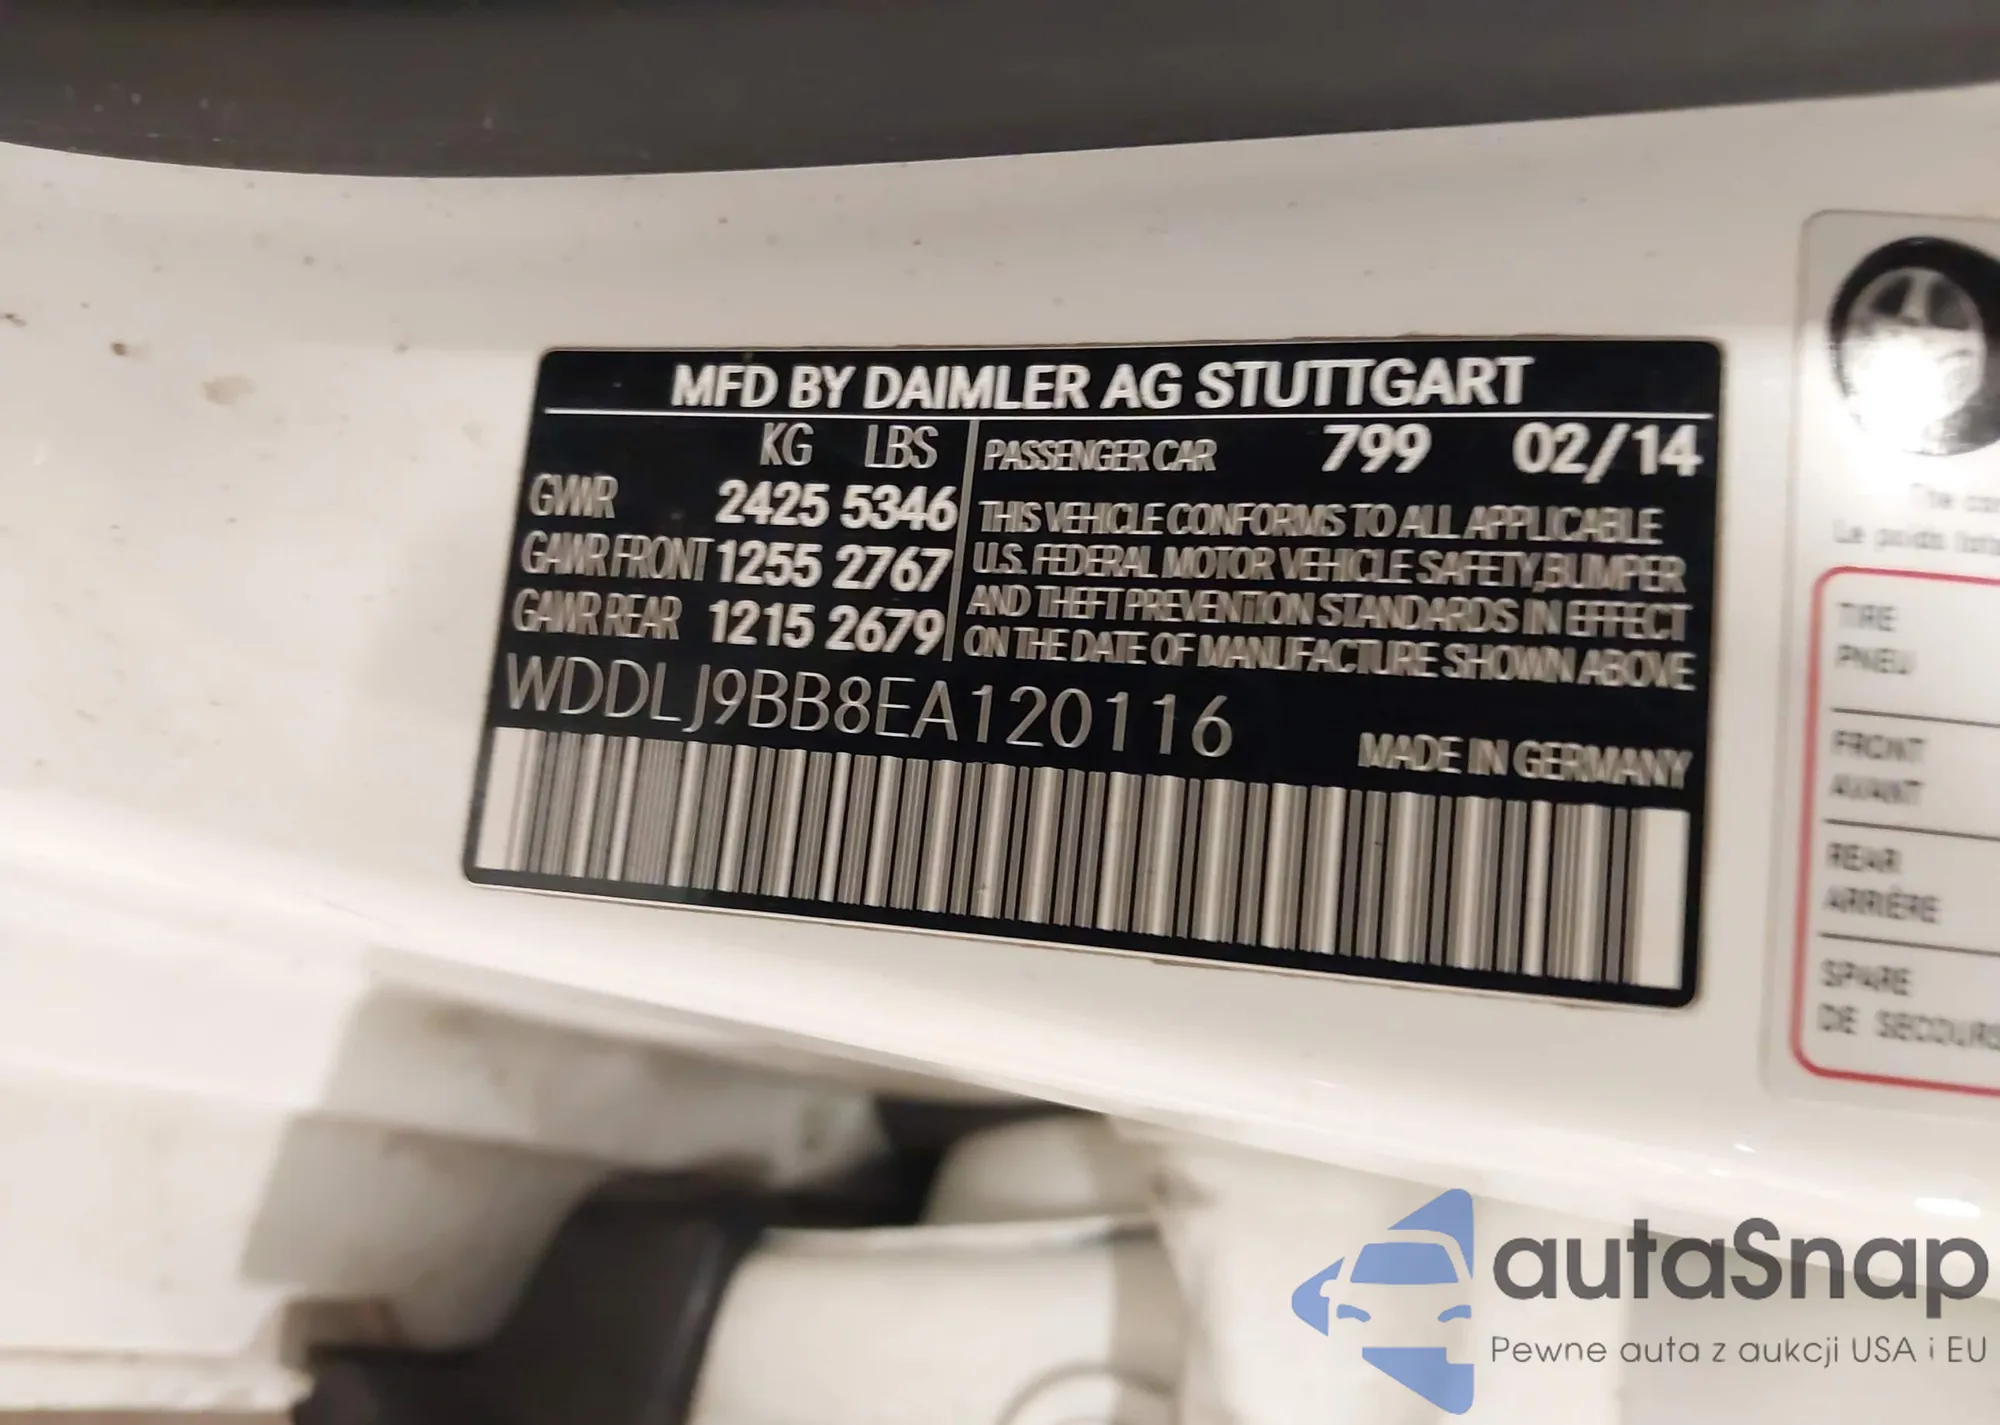 MFD BY DAIMLER AG STUTTGART
KG LBS
GVWR 2425 5346
GAWR FRONT 1255 2767
GAWR REAR 1215 2679
PASSENGER CAR 799 02/14
THIS VEHICLE CONFORMS TO ALL APPLICABLE
U.S. FEDERAL MOTOR VEHICLE SAFETY,BUMPER
AND THEFT PREVENTION STANDARDS IN EFFECT
ON THE DATE OF MANUFACTURE SHOWN ABOVE
WDDLJ9BB8EA120116
MADE IN GERMANY
Le poids
TIRE
PNEU
FRONT
AVANT
REAR
ARRIÈRE
SPARE
DE SECOURS
autaSnap
Pewne auta z aukcji USA i EU